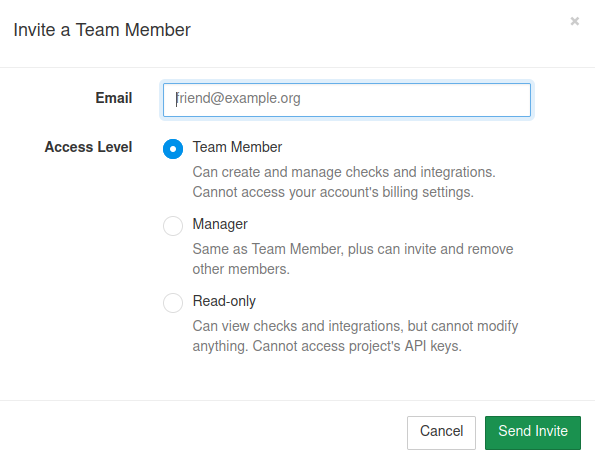 Invite a Team Member
×
Email
friend@example.org
Access Level
Team Member
Can create and manage checks and integrations.
Cannot access your account's billing settings.
Manager
Same as Team Member, plus can invite and remove
other members.
Read-only
Can view checks and integrations, but cannot modify
anything. Cannot access project's API keys.
Cancel
Send Invite